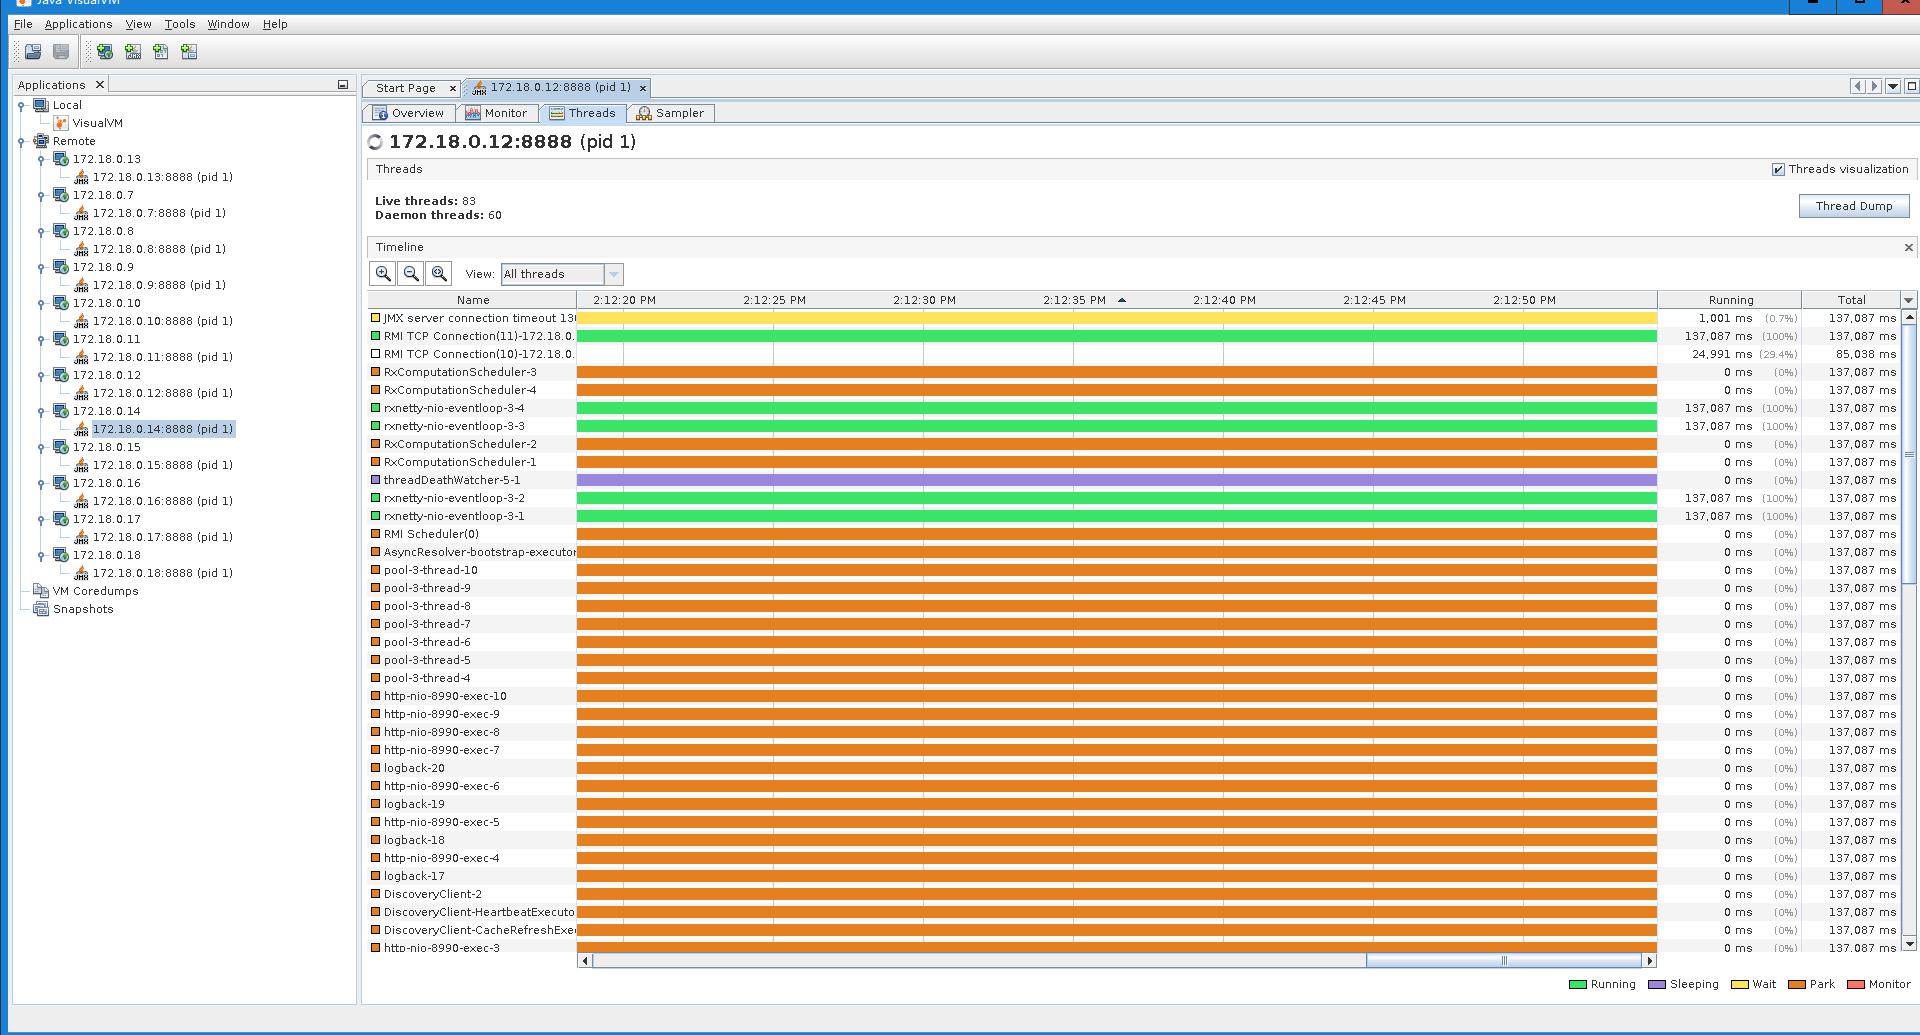 Java VisualVM
File Applications View Tools Window Help
Applications
Local
VisualVM
Remote
172.18.0.13
172.18.0.13:8888 (pid 1)
172.18.0.7
172.18.0.7:8888 (pid 1)
172.18.0.8
172.18.0.8:8888 (pid 1)
172.18.0.9
172.18.0.9:8888 (pid 1)
172.18.0.10
172.18.0.10:8888 (pid 1)
172.18.0.11
172.18.0.11:8888 (pid 1)
172.18.0.12
172.18.0.12:8888 (pid 1)
172.18.0.14
172.18.0.14:8888 (pid 1)
172.18.0.15
172.18.0.15:8888 (pid 1)
172.18.0.16
172.18.0.16:8888 (pid 1)
172.18.0.17
172.18.0.17:8888 (pid 1)
172.18.0.18
172.18.0.18:8888 (pid 1)
VM Coredumps
Snapshots
Start Page 172.18.0.12:8888 (pid 1)
Overview Monitor Threads Sampler
172.18.0.12:8888 (pid 1)
Threads Threads visualization
Live threads: 83
Daemon threads: 60
Thread Dump
Timeline
View: All threads
Name 2:12:20 PM 2:12:25 PM 2:12:30 PM 2:12:35 PM 2:12:40 PM 2:12:45 PM 2:12:50 PM Running Total
JMX server connection timeout 13 1,001 ms (0.7%) 137,087 ms
RMI TCP Connection(11)-172.18.0. 137,087 ms (100%) 137,087 ms
RMI TCP Connection(10)-172.18.0. 24,991 ms (29.4%) 85,038 ms
RxComputationScheduler-3 0 ms (0%) 137,087 ms
RxComputationScheduler-4 0 ms (0%) 137,087 ms
rxnetty-nio-eventloop-3-4 137,087 ms (100%) 137,087 ms
rxnetty-nio-eventloop-3-3 137,087 ms (100%) 137,087 ms
RxComputationScheduler-2 0 ms (0%) 137,087 ms
RxComputationScheduler-1 0 ms (0%) 137,087 ms
threadDeathWatcher-5-1 0 ms (0%) 137,087 ms
rxnetty-nio-eventloop-3-2 137,087 ms (100%) 137,087 ms
rxnetty-nio-eventloop-3-1 137,087 ms (100%) 137,087 ms
RMI Scheduler(0) 0 ms (0%) 137,087 ms
AsyncResolver-bootstrap-executor 0 ms (0%) 137,087 ms
pool-3-thread-10 0 ms (0%) 137,087 ms
pool-3-thread-9 0 ms (0%) 137,087 ms
pool-3-thread-8 0 ms (0%) 137,087 ms
pool-3-thread-7 0 ms (0%) 137,087 ms
pool-3-thread-6 0 ms (0%) 137,087 ms
pool-3-thread-5 0 ms (0%) 137,087 ms
pool-3-thread-4 0 ms (0%) 137,087 ms
http-nio-8990-exec-10 0 ms (0%) 137,087 ms
http-nio-8990-exec-9 0 ms (0%) 137,087 ms
http-nio-8990-exec-8 0 ms (0%) 137,087 ms
http-nio-8990-exec-7 0 ms (0%) 137,087 ms
logback-20 0 ms (0%) 137,087 ms
http-nio-8990-exec-6 0 ms (0%) 137,087 ms
logback-19 0 ms (0%) 137,087 ms
http-nio-8990-exec-5 0 ms (0%) 137,087 ms
logback-18 0 ms (0%) 137,087 ms
http-nio-8990-exec-4 0 ms (0%) 137,087 ms
logback-17 0 ms (0%) 137,087 ms
DiscoveryClient-2 0 ms (0%) 137,087 ms
DiscoveryClient-HeartbeatExecuto 0 ms (0%) 137,087 ms
DiscoveryClient-CacheRefreshExe 0 ms (0%) 137,087 ms
http-nio-8990-exec-3 0 ms (0%) 137,087 ms
Running Sleeping Wait Park Monitor